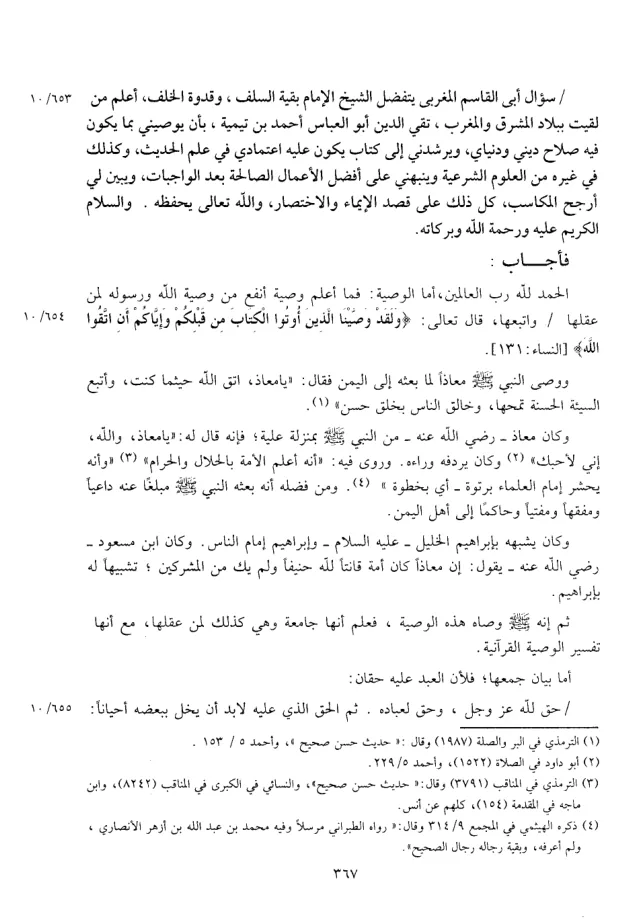 ١٠/٦٥٣ / سؤال أبى القاسم المغربى يتفضل الشيخ الإمام بقية السلف ، وقدوة الخلف، أعلم من
لقيت ببلاد المشرق والمغرب ، تقي الدين أبو العباس أحمد بن تيمية ، بأن يوصيني بما يكون
فيه صلاح ديني ودنياي، ويرشدني إلى كتاب يكون عليه اعتمادي في علم الحديث، وكذلك
في غيره من العلوم الشرعية وينبهني على أفضل الأعمال الصالحة بعد الواجبات، ويبين لي
أرجح المكاسب، كل ذلك على قصد الإيماء والاختصار، والله تعالى يحفظه . والسلام
الكريم عليه ورحمة الله وبركاته.
فأجــــاب :
الحمد لله رب العالمين،أما الوصية: فما أعلم وصية أنفع من وصية الله ورسوله لمن
١٠/٦٥٤ عقلها / واتبعها، قال تعالى: ﴿وَلَقَدْ وَصَّيْنَا الَّذِينَ أُوتُوا الْكِتَابَ مِن قَبْلِكُمْ وَإِيَّاكُمْ أَنِ اتَّقُوا
اللَّهَ﴾ [النساء:١٣١].
ووصى النبي ﷺ معاذاً لما بعثه إلى اليمن فقال: «يامعاذ، اتق الله حيثما كنت، وأتبع
السيئة الحسنة تمحها، وخالق الناس بخلق حسن» (١).
وكان معاذ ـ رضي الله عنه ـ من النبي ﷺ بمنزلة علية؛ فإنه قال له:«يامعاذ، والله،
إني لأحبك» (٢) وكان يردفه وراءه. وروى فيه: «أنه أعلم الأمة بالحلال والحرام» (٣) «وأنه
يحشر إمام العلماء برتوة ـ أي بخطوة » (٤). ومن فضله أنه بعثه النبي ﷺ مبلغًا عنه داعياً
ومفقهاً ومفتياً وحاكمًا إلى أهل اليمن.
وكان يشبهه بإبراهيم الخليل ـ عليه السلام ـ وإبراهيم إمام الناس. وكان ابن مسعود ـ
رضي الله عنه ـ يقول: إن معاذاً كان أمة قانتاً لله حنيفاً ولم يك من المشركين ؛ تشبيهاً له
بإبراهيم.
ثم إنه ﷺ وصاه هذه الوصية ، فعلم أنها جامعة وهي كذلك لمن عقلها، مع أنها
تفسير الوصية القرآنية.
أما بيان جمعها؛ فلأن العبد عليه حقان:
١٠/٦٥٥ / حق لله عز وجل ، وحق لعباده . ثم الحق الذي عليه لابد أن يخل ببعضه أحياناً:
(١) الترمذي في البر والصلة (١٩٨٧) وقال :« حديث حسن صحيح »، وأحمد ٥ / ١٥٣ .
(٢) أبو داود في الصلاة (١٥٢٢)، وأحمد ٢٢٩/٥.
(٣) الترمذي في المناقب (٣٧٩١) وقال:« حديث حسن صحيح»، والنسائي في الكبرى في المناقب (٨٢٤٢)، وابن
ماجه في المقدمة (١٥٤)، كلهم عن أنس.
(٤) ذكره الهيثمي في المجمع ٣١٤/٩ وقال:« رواه الطبراني مرسلاً وفيه محمد بن عبد الله بن أزهر الأنصاري ،
ولم أعرفه، وبقية رجاله رجال الصحيح».
٣٦٧